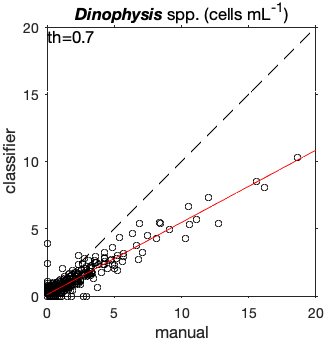 Dinophysis spp. (cells mL⁻¹)
20
th=0.7
15
classifier
10
5
0
0 5 10 15 20
manual